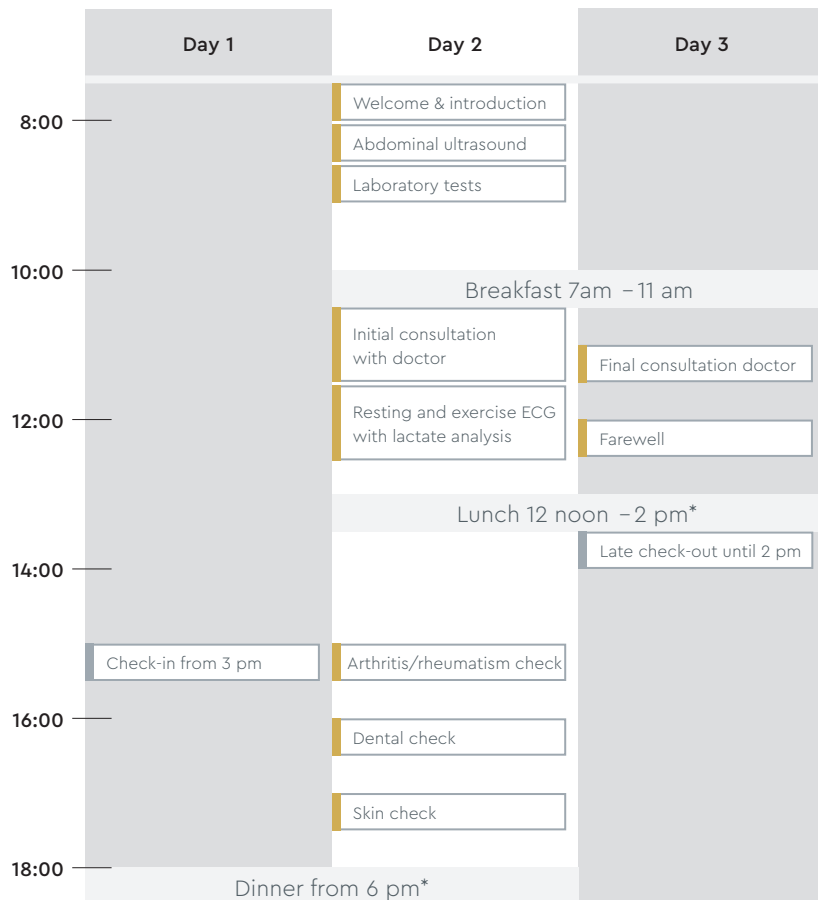 Day 1
Day 2
Day 3
8:00
Welcome & introduction
Abdominal ultrasound
Laboratory tests
10:00
Breakfast 7am – 11 am
Initial consultation
with doctor
Final consultation doctor
12:00
Resting and exercise ECG
with lactate analysis
Farewell
Lunch 12 noon – 2 pm*
Late check-out until 2 pm
14:00
Check-in from 3 pm
Arthritis/rheumatism check
16:00
Dental check
Skin check
18:00
Dinner from 6 pm*